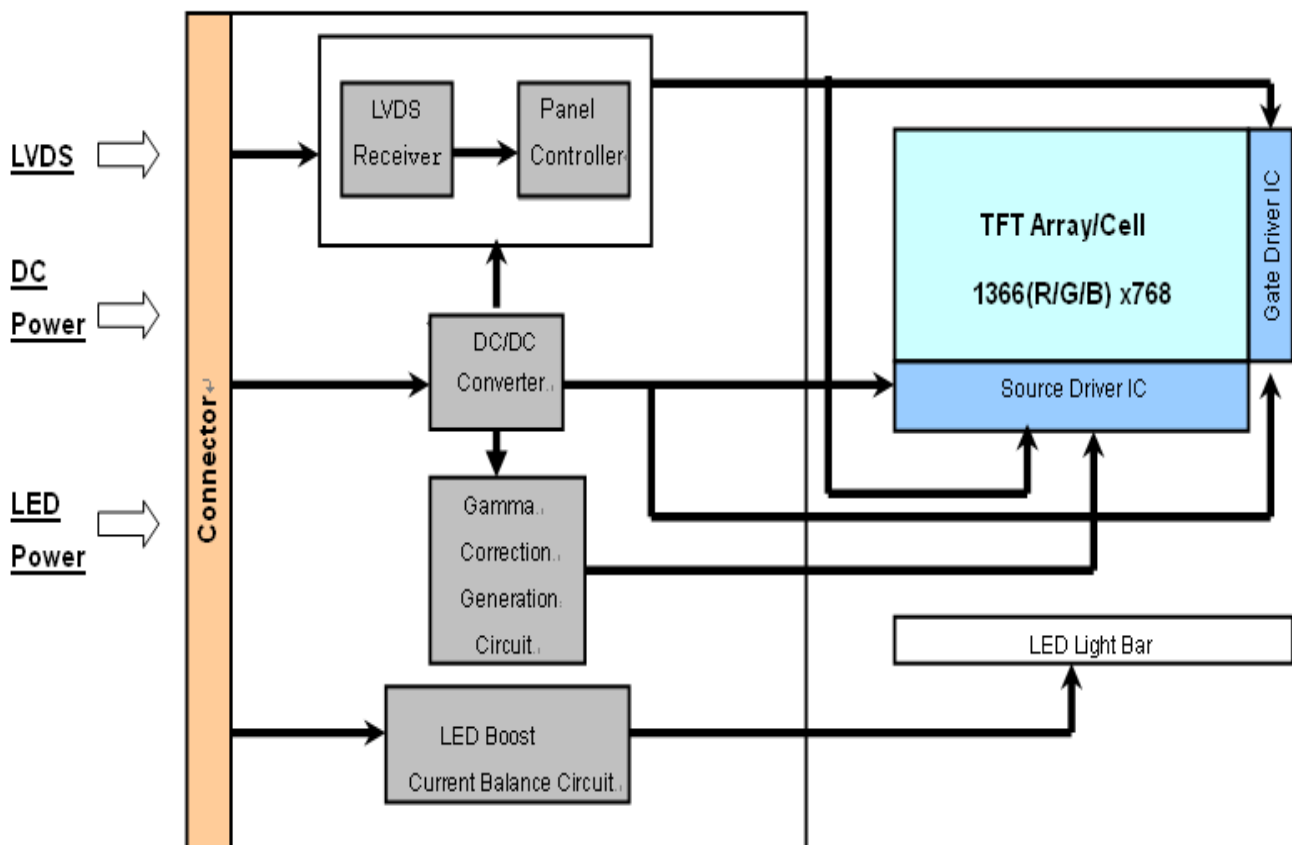 LVDS
DC
Power
LED
Power
Connector
LVDS
Receiver
Panel
Controller
DC/DC
Converter
Gamma
Correction
Generation
Circuit
LED Boost
Current Balance Circuit
TFT Array/Cell
1366(R/G/B) x768
Gate Driver IC
Source Driver IC
LED Light Bar